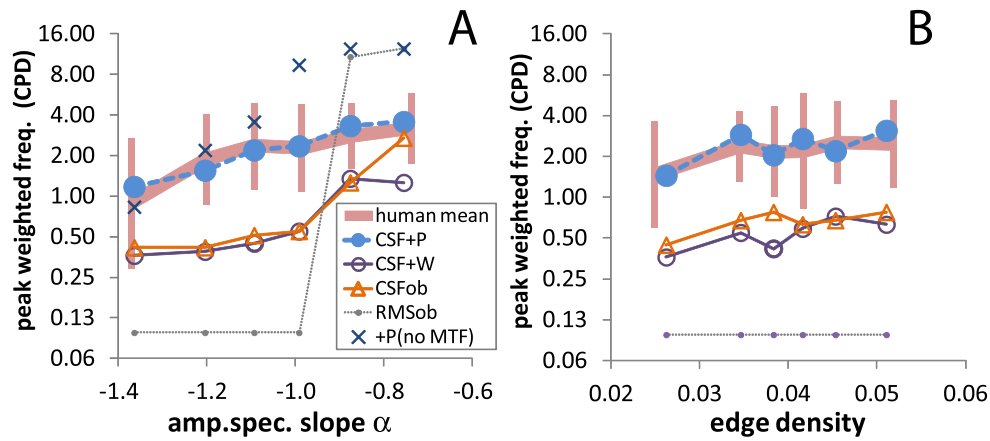 A
peak weighted freq. (CPD)
16.00
8.00
4.00
2.00
1.00
0.50
0.25
0.13
0.06
human mean
CSF+P
CSF+W
CSFob
RMSob
+P(no MTF)
-1.4 -1.2 -1.0 -0.8 -0.6
amp.spec. slope α
B
peak weighted freq. (CPD)
16.00
8.00
4.00
2.00
1.00
0.50
0.25
0.13
0.06
0.02 0.03 0.04 0.05 0.06
edge density